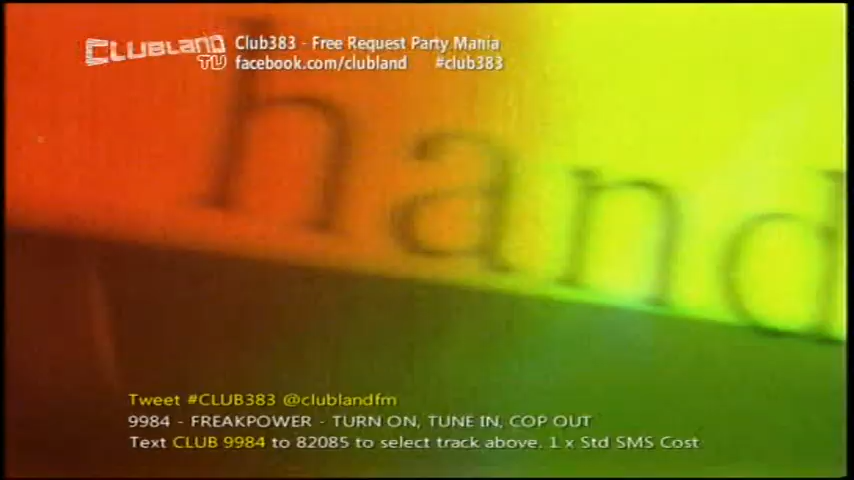 CLUBLAND TV
Club383 - Free Request Party Mania
facebook.com/clubland #club383
hand
Tweet #CLUB383 @clublandfm
9984 - FREAKPOWER - TURN ON, TUNE IN, COP OUT
Text CLUB 9984 to 82085 to select track above. 1 x Std SMS Cost